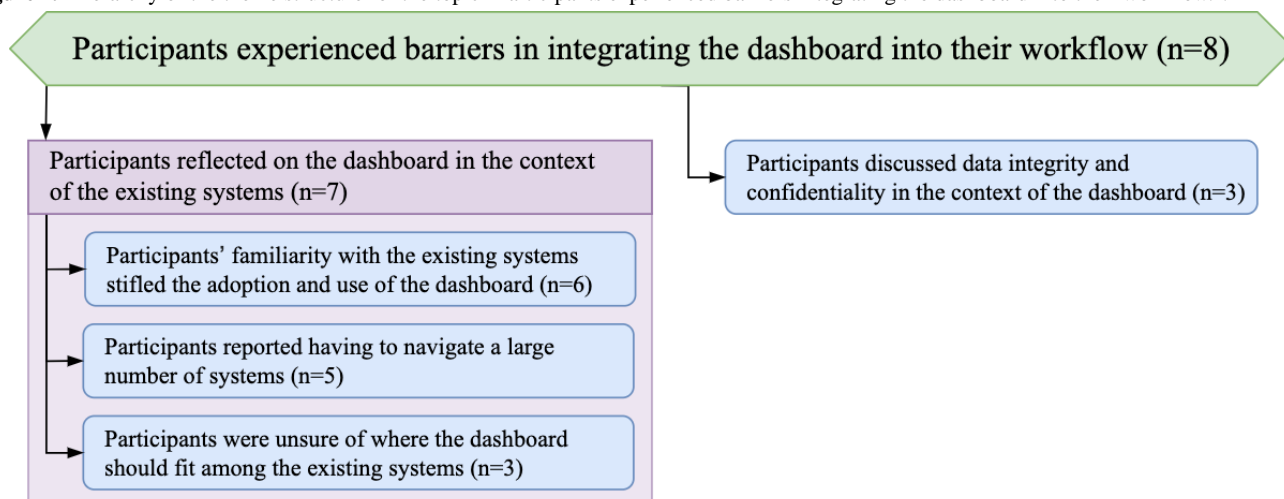 Participants experienced barriers in integrating the dashboard into their workflow (n=8)
Participants reflected on the dashboard in the context
of the existing systems (n=7)
Participants’ familiarity with the existing systems
stifled the adoption and use of the dashboard (n=6)
Participants reported having to navigate a large
number of systems (n=5)
Participants were unsure of where the dashboard
should fit among the existing systems (n=3)
Participants discussed data integrity and
confidentiality in the context of the dashboard (n=3)